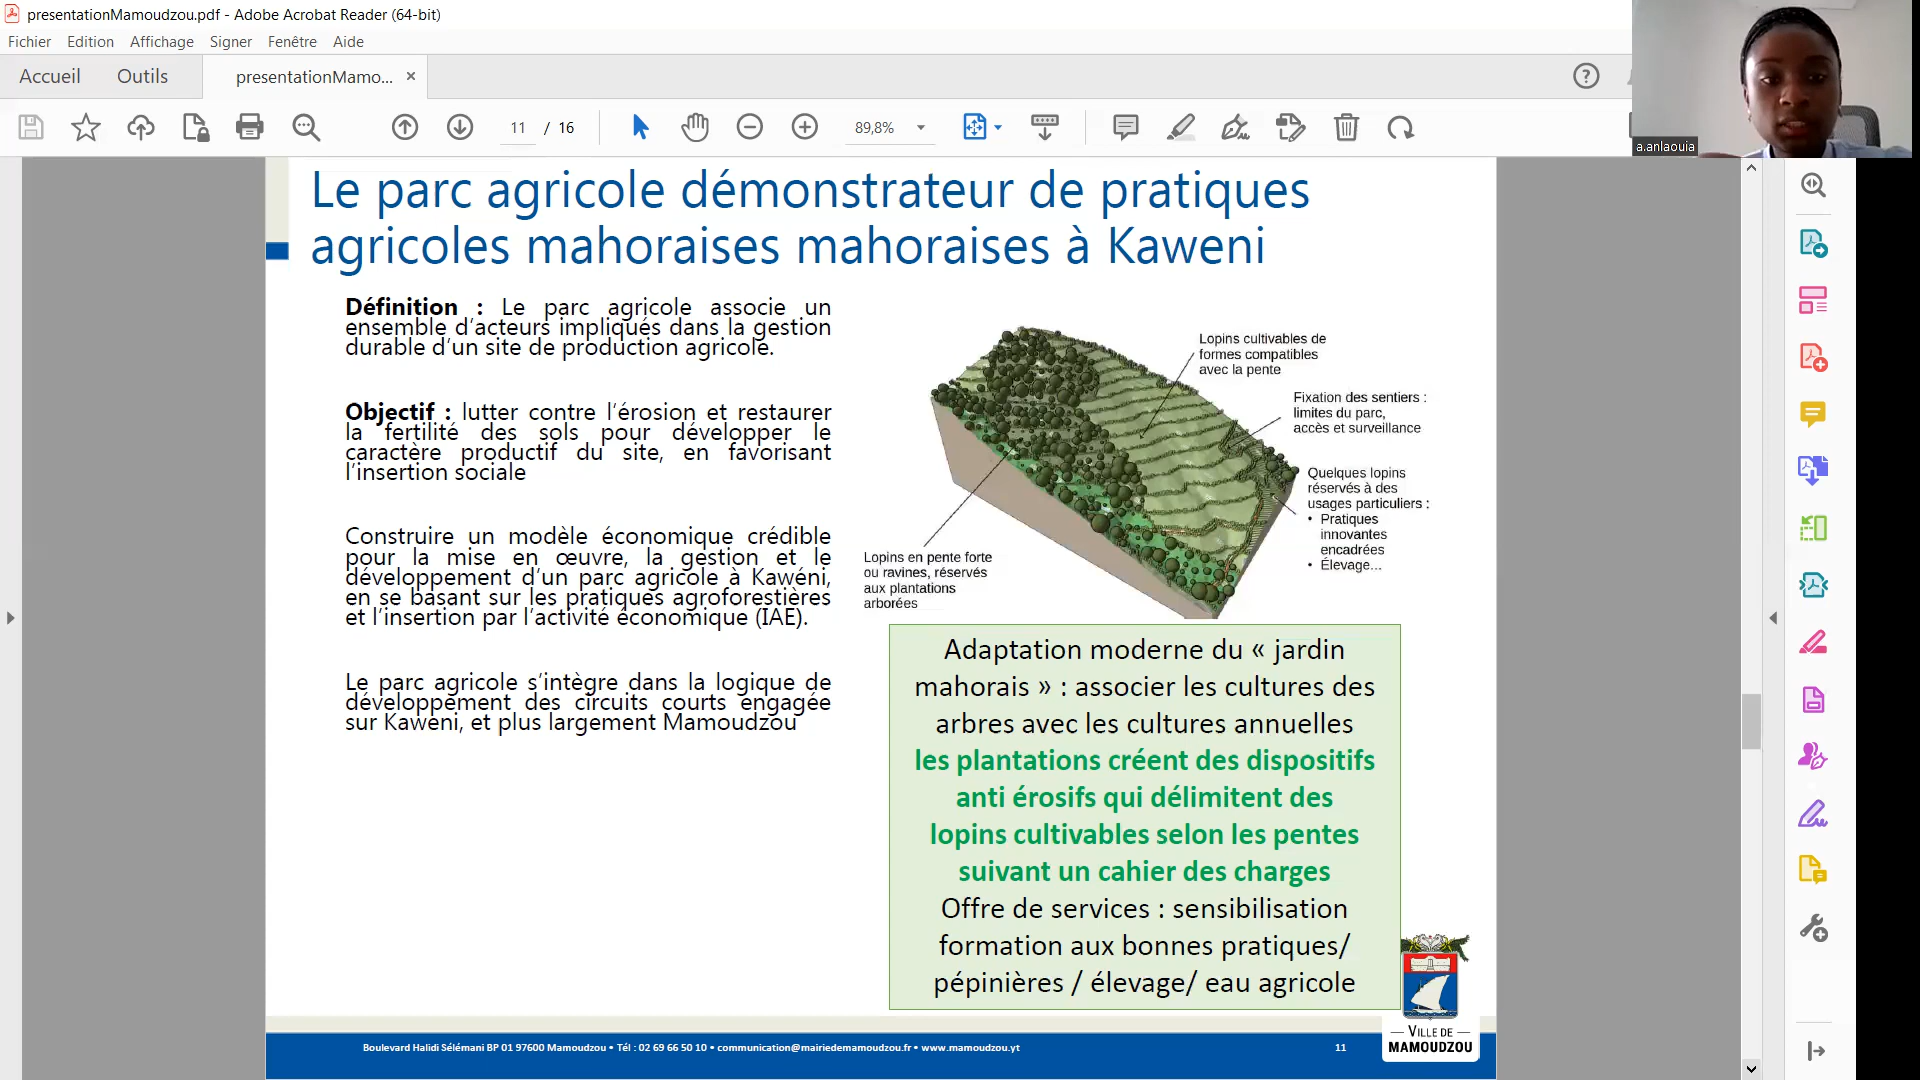 presentationMamoudzou.pdf - Adobe Acrobat Reader (64-bit)
Fichier Edition Affichage Signer Fenêtre Aide
Accueil Outils presentationMamo... ×
11 / 16 89,8%
a.anlaouia
Le parc agricole démonstrateur de pratiques
agricoles mahoraises mahoraises à Kaweni
Définition : Le parc agricole associe un
ensemble d'acteurs impliqués dans la gestion
durable d'un site de production agricole.
Objectif : lutter contre l'érosion et restaurer
la fertilité des sols pour développer le
caractère productif du site, en favorisant
l'insertion sociale
Construire un modèle économique crédible
pour la mise en œuvre, la gestion et le
développement d'un parc agricole à Kawéni,
en se basant sur les pratiques agroforestières
et l'insertion par l'activité économique (IAE).
Le parc agricole s'intègre dans la logique de
développement des circuits courts engagée
sur Kawéni, et plus largement Mamoudzou
Lopins cultivables de
formes compatibles
avec la pente
Fixation des sentiers :
limites du parc,
accès et surveillance
Quelques lopins
réservés à des
usages particuliers :
• Pratiques
innovantes
encadrées
• Élevage...
Lopins en pente forte
ou ravines, réservés
aux plantations
arborées
Adaptation moderne du « jardin
mahorais » : associer les cultures des
arbres avec les cultures annuelles
les plantations créent des dispositifs
anti érosifs qui délimitent des
lopins cultivables selon les pentes
suivant un cahier des charges
Offre de services : sensibilisation
formation aux bonnes pratiques/
pépinières / élevage/ eau agricole
VILLE DE
MAMOUDZOU
Boulevard Halidi Sélémani BP 01 97600 Mamoudzou • Tél : 02 69 66 50 10 • communication@mairiedemamoudzou.fr • www.mamoudzou.yt
11